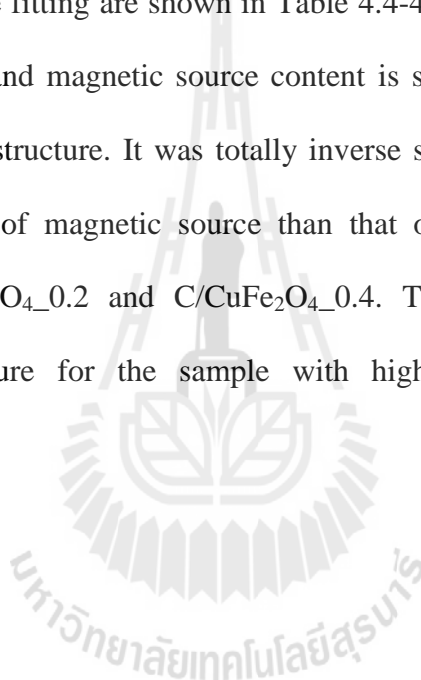 fitting are shown in Table 4.4-4
and magnetic source content is s
structure. It was totally inverse s
of magnetic source than that o
O₄_0.2 and C/CuFe₂O₄_0.4. T
ure for the sample with high
มหาวิทยาลัยเทคโนโลยีสุรนารี